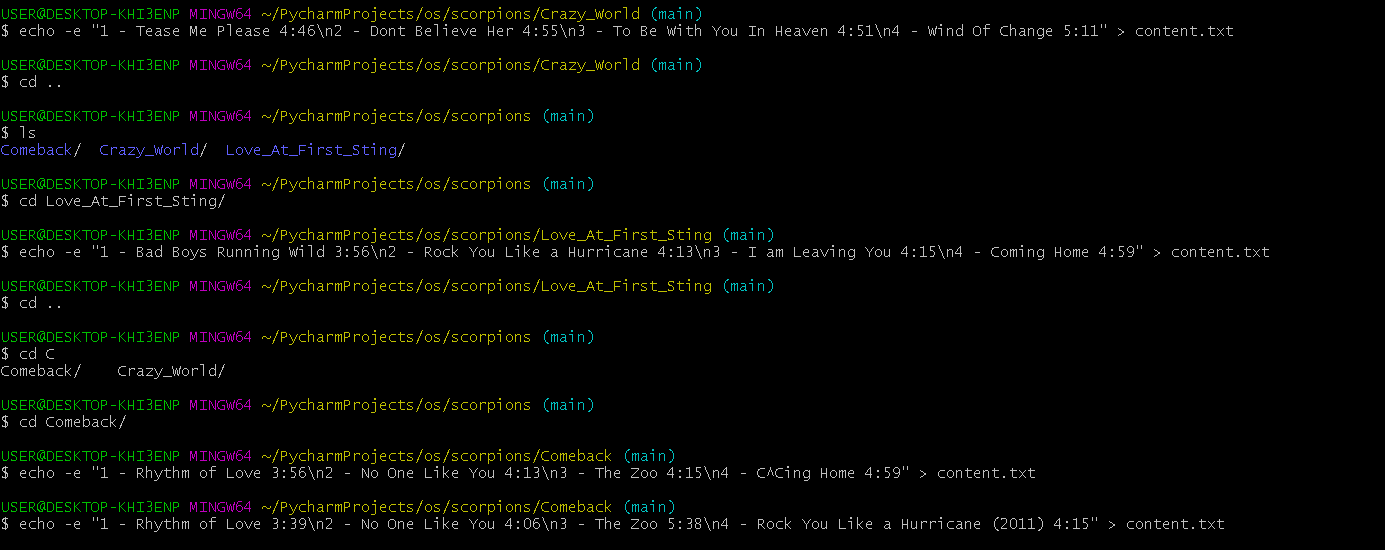 USER@DESKTOP-KHI3ENP MINGW64 ~/PycharmProjects/os/scorpions/Crazy_World (main)
$ echo -e "1 - Tease Me Please 4:46\n2 - Dont Believe Her 4:55\n3 - To Be With You In Heaven 4:51\n4 - Wind Of Change 5:11" > content.txt
USER@DESKTOP-KHI3ENP MINGW64 ~/PycharmProjects/os/scorpions/Crazy_World (main)
$ cd ..
USER@DESKTOP-KHI3ENP MINGW64 ~/PycharmProjects/os/scorpions (main)
$ ls
Comeback/  Crazy_World/  Love_At_First_Sting/
USER@DESKTOP-KHI3ENP MINGW64 ~/PycharmProjects/os/scorpions (main)
$ cd Love_At_First_Sting/
USER@DESKTOP-KHI3ENP MINGW64 ~/PycharmProjects/os/scorpions/Love_At_First_Sting (main)
$ echo -e "1 - Bad Boys Running Wild 3:56\n2 - Rock You Like a Hurricane 4:13\n3 - I am Leaving You 4:15\n4 - Coming Home 4:59" > content.txt
USER@DESKTOP-KHI3ENP MINGW64 ~/PycharmProjects/os/scorpions/Love_At_First_Sting (main)
$ cd ..
USER@DESKTOP-KHI3ENP MINGW64 ~/PycharmProjects/os/scorpions (main)
$ cd C
Comeback/    Crazy_World/
USER@DESKTOP-KHI3ENP MINGW64 ~/PycharmProjects/os/scorpions (main)
$ cd Comeback/
USER@DESKTOP-KHI3ENP MINGW64 ~/PycharmProjects/os/scorpions/Comeback (main)
$ echo -e "1 - Rhythm of Love 3:56\n2 - No One Like You 4:13\n3 - The Zoo 4:15\n4 - C^Cing Home 4:59" > content.txt
USER@DESKTOP-KHI3ENP MINGW64 ~/PycharmProjects/os/scorpions/Comeback (main)
$ echo -e "1 - Rhythm of Love 3:39\n2 - No One Like You 4:06\n3 - The Zoo 5:38\n4 - Rock You Like a Hurricane (2011) 4:15" > content.txt